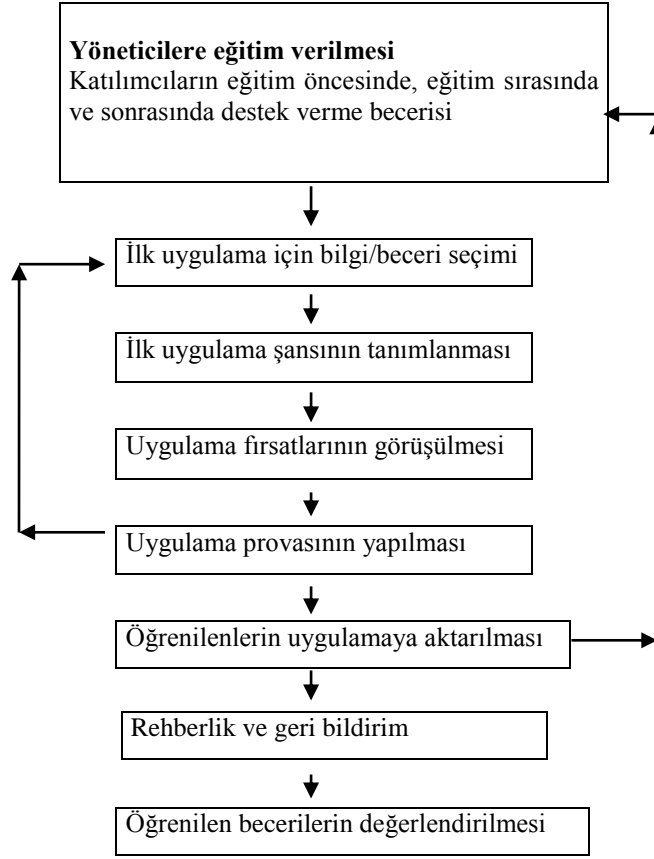 Yöneticilere eğitim verilmesi
Katılımcıların eğitim öncesinde, eğitim sırasında
ve sonrasında destek verme becerisi
İlk uygulama için bilgi/beceri seçimi
İlk uygulama şansının tanımlanması
Uygulama fırsatlarının görüşülmesi
Uygulama provasının yapılması
Öğrenilenlerin uygulamaya aktarılması
Rehberlik ve geri bildirim
Öğrenilen becerilerin değerlendirilmesi